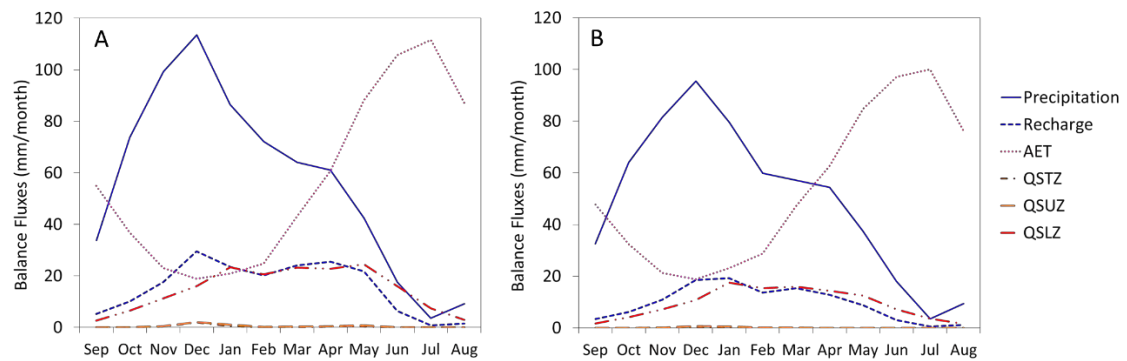 A
Balance Fluxes (mm/month)
120
100
80
60
40
20
0
Sep Oct Nov Dec Jan Feb Mar Apr May Jun Jul Aug
B
Balance Fluxes (mm/month)
120
100
80
60
40
20
0
Sep Oct Nov Dec Jan Feb Mar Apr May Jun Jul Aug
Precipitation
Recharge
AET
QSTZ
QSUZ
QSLZ